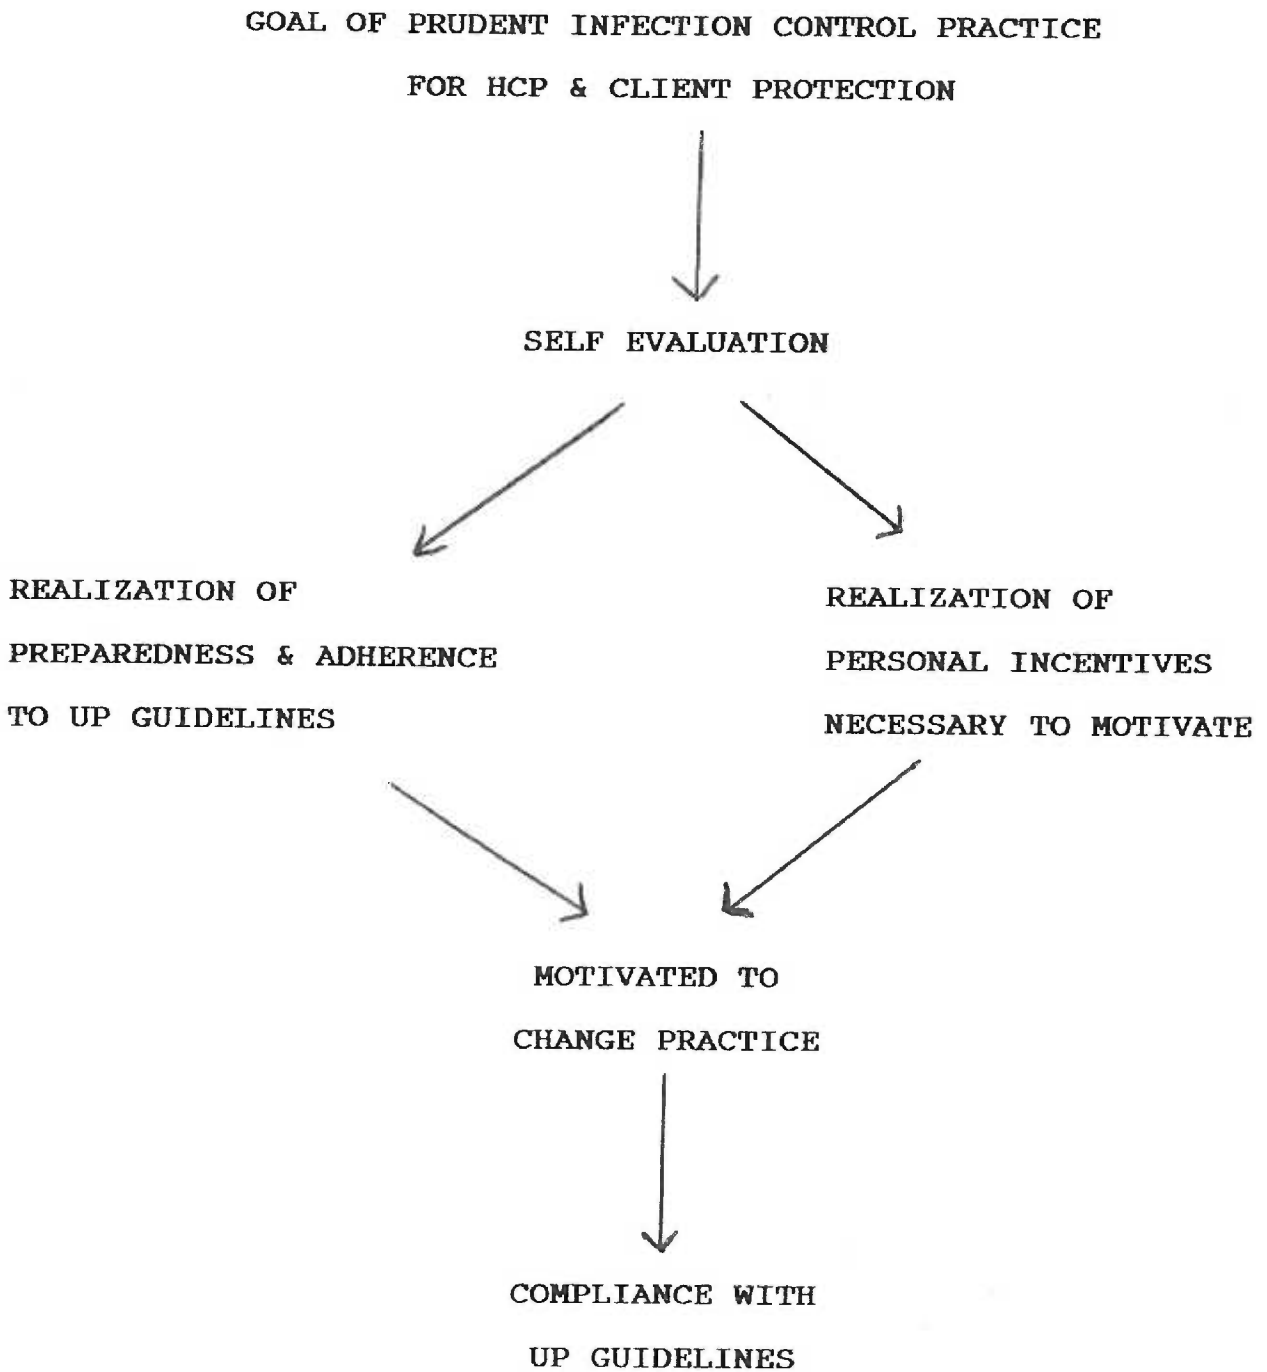 GOAL OF PRUDENT INFECTION CONTROL PRACTICE
FOR HCP & CLIENT PROTECTION
SELF EVALUATION
REALIZATION OF
PREPAREDNESS & ADHERENCE
TO UP GUIDELINES
REALIZATION OF
PERSONAL INCENTIVES
NECESSARY TO MOTIVATE
MOTIVATED TO
CHANGE PRACTICE
COMPLIANCE WITH
UP GUIDELINES